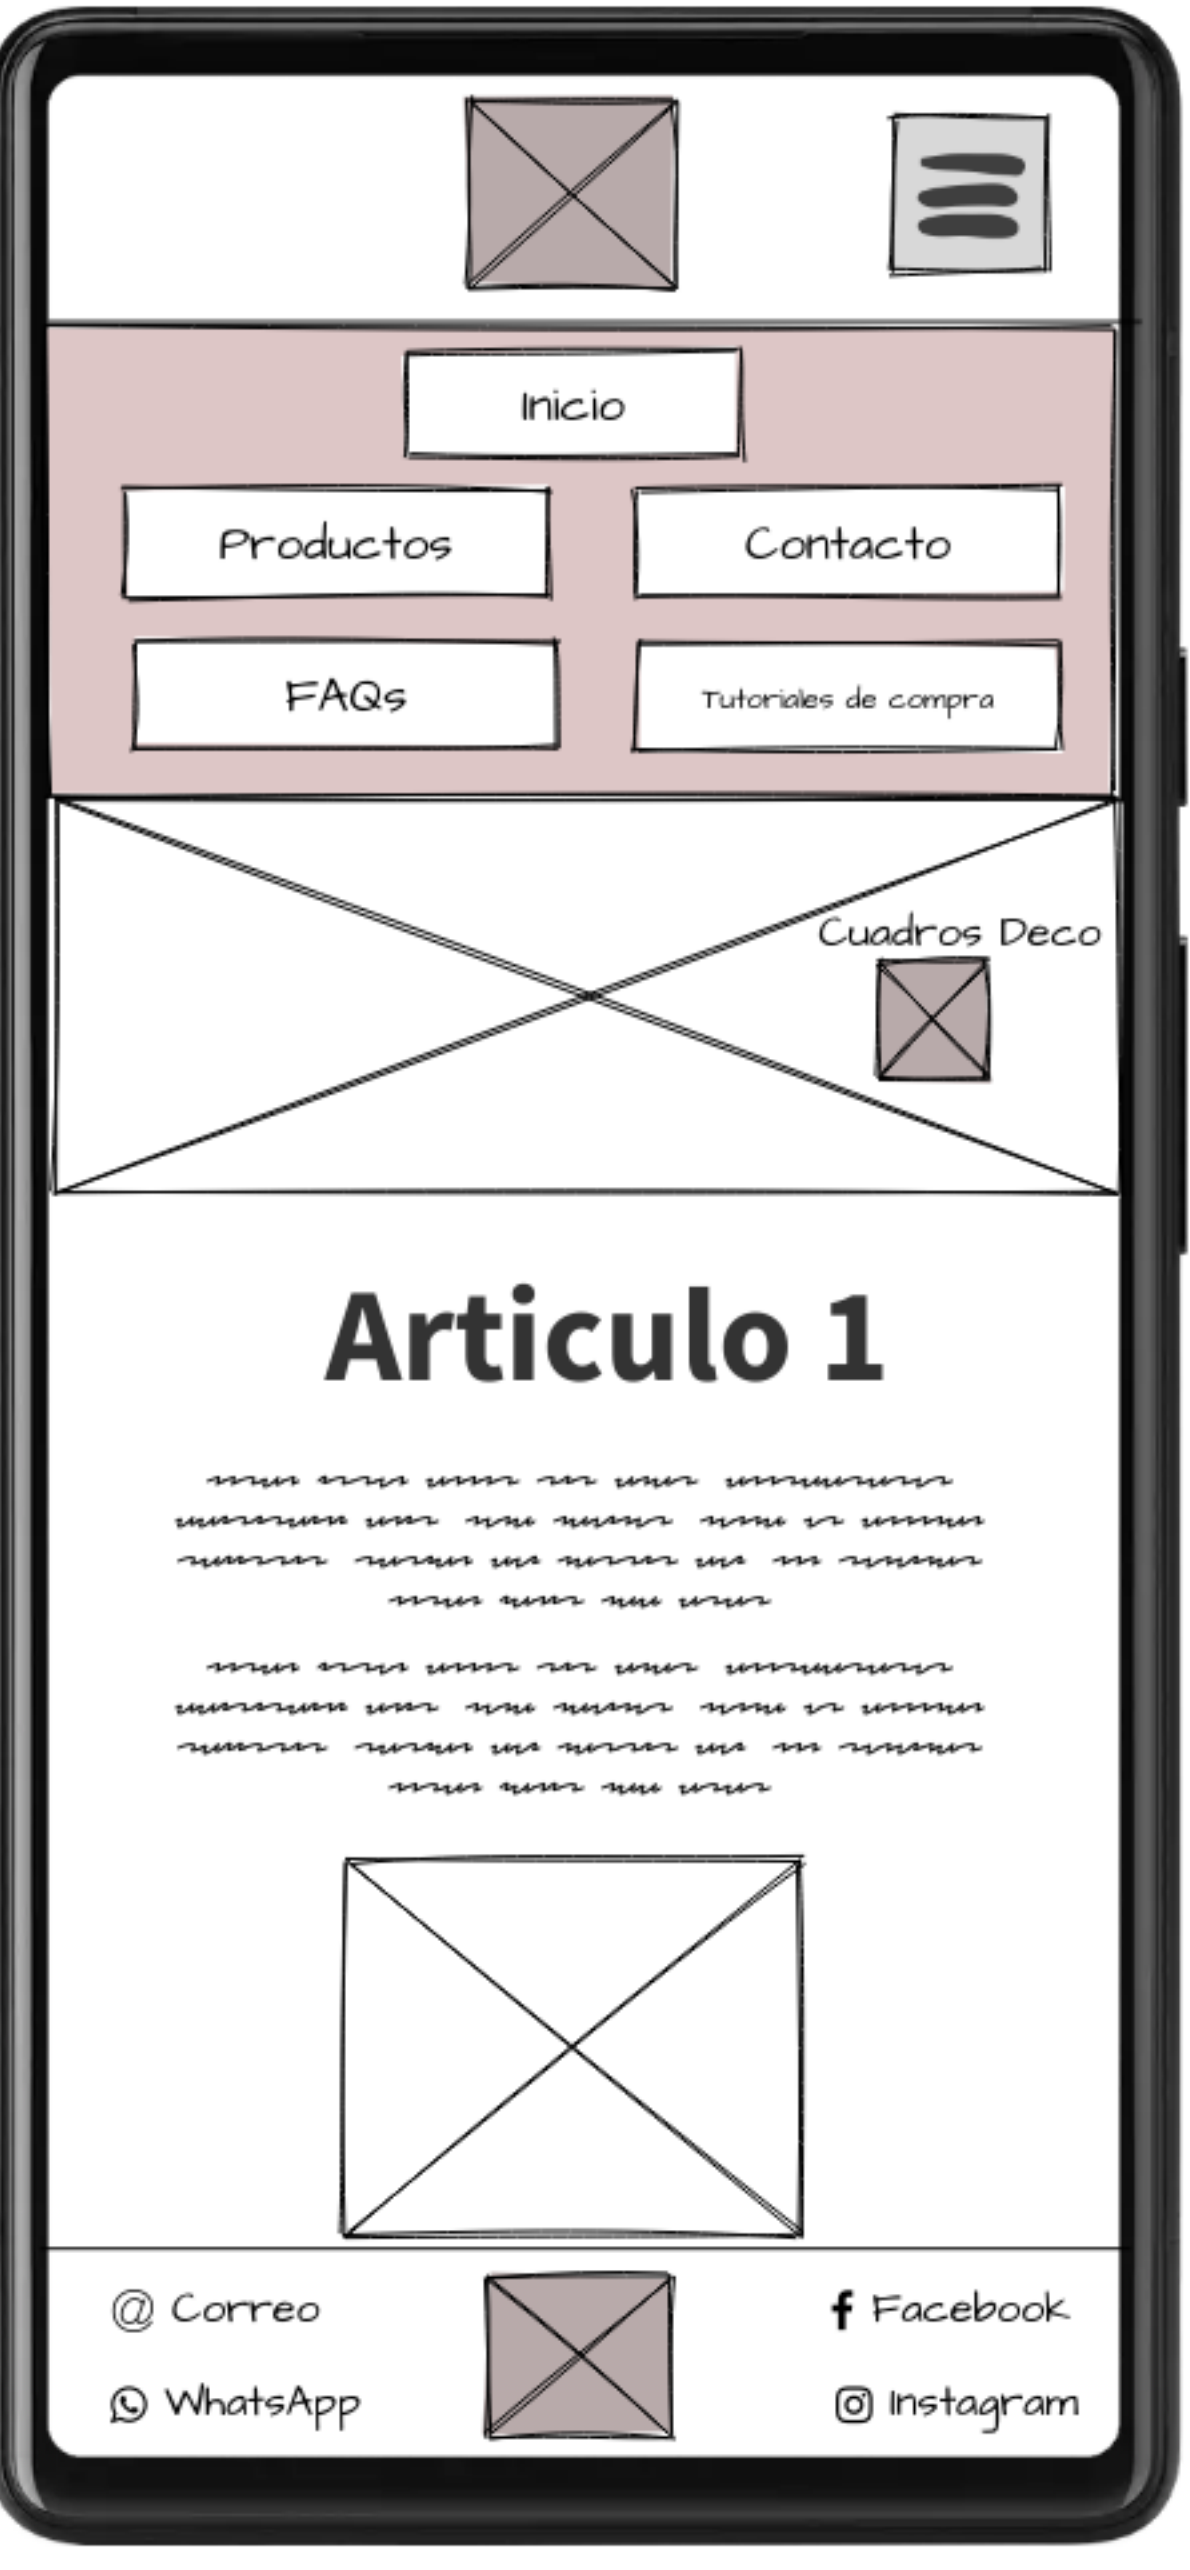 Inicio
Productos
Contacto
FAQs
Tutoriales de compra
Cuadros Deco
Articulo 1
@ Correo
Facebook
WhatsApp
Instagram